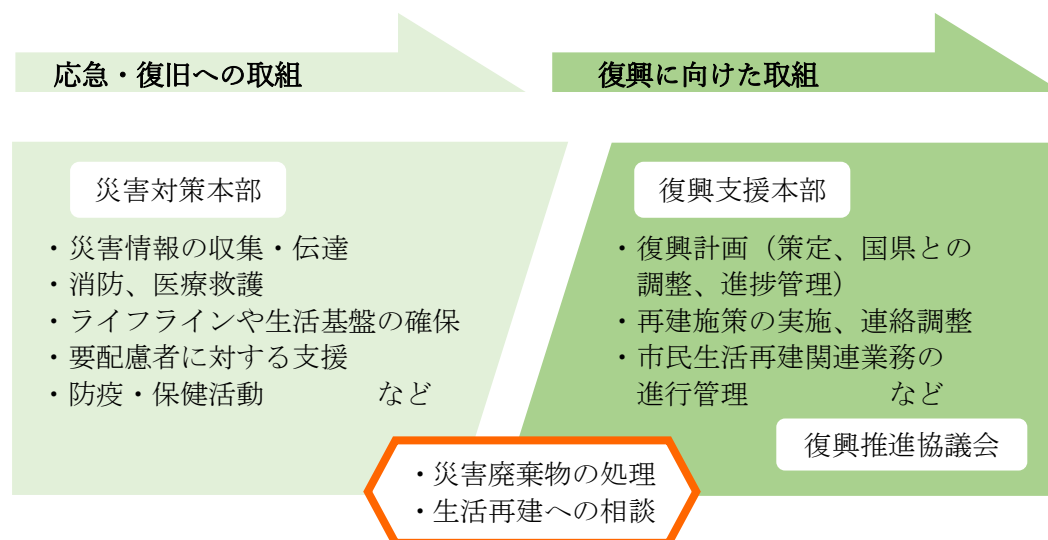 応急・復旧への取組
復興に向けた取組
災害対策本部
・災害情報の収集・伝達
・消防、医療救護
・ライフラインや生活基盤の確保
・要配慮者に対する支援
・防疫・保健活動　　　　　など
復興支援本部
・復興計画（策定、国県との
調整、進捗管理）
・再建施策の実施、連絡調整
・市民生活再建関連業務の
進行管理　　　　　　など
復興推進協議会
・災害廃棄物の処理
・生活再建への相談